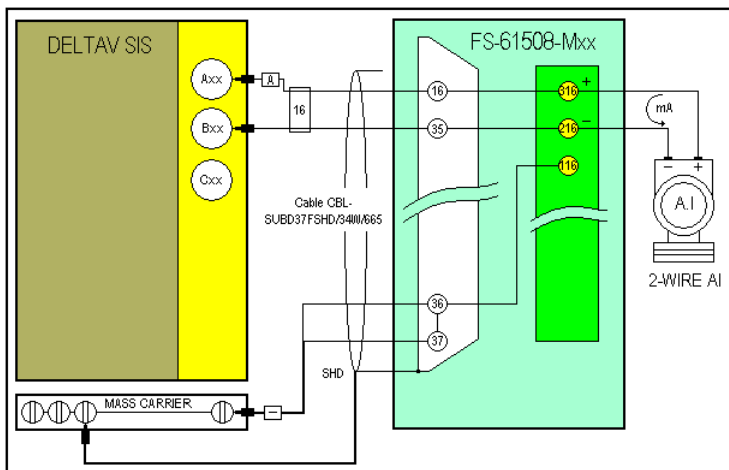 DELTAV SIS
FS-61508-Mxx
Axx
A
16
16
316
+
mA
Bxx
35
216
−
− +
116
Cxx
A.I
Cable CBL-
SUBD37FSHD/34W/665
2-WIRE AI
36
37
SHD
MASS CARRIER
−